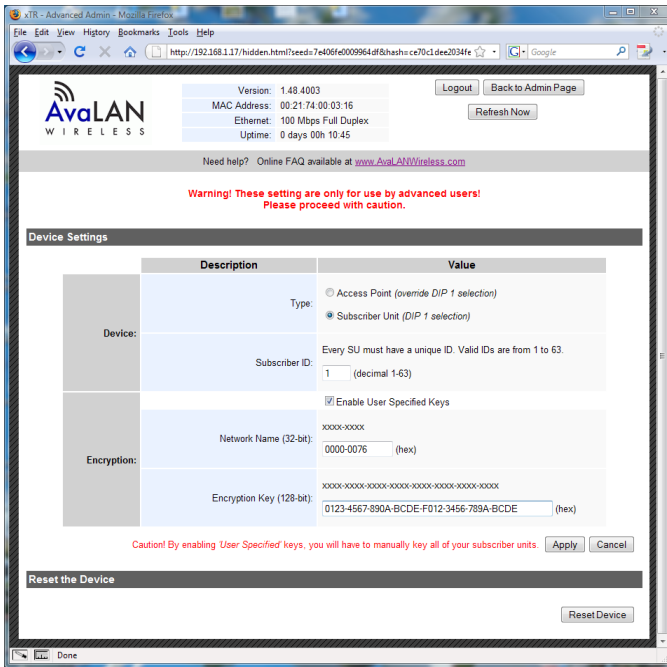 xTR - Advanced Admin - Mozilla Firefox
File Edit View History Bookmarks Tools Help
http://192.168.1.17/hidden.html?seed=7e406fe0009964df&hash=ce70c1dee2034fe
G Google
AvaLAN
WIRELESS
Version: 1.48.4003
MAC Address: 00:21:74:00:03:16
Ethernet: 100 Mbps Full Duplex
Uptime: 0 days 00h 10:45
Logout Back to Admin Page
Refresh Now
Need help? Online FAQ available at www.AvaLANWireless.com
Warning! These setting are only for use by advanced users!
Please proceed with caution.
Device Settings
Description Value
Device:
Type:
Access Point (override DIP 1 selection)
Subscriber Unit (DIP 1 selection)
Subscriber ID:
Every SU must have a unique ID. Valid IDs are from 1 to 63.
1 (decimal 1-63)
Encryption:
Enable User Specified Keys
Network Name (32-bit):
xxxx-xxxx
0000-0076 (hex)
Encryption Key (128-bit):
xxxx-xxxx-xxxx-xxxx-xxxx-xxxx-xxxx-xxxx
0123-4567-890A-BCDE-F012-3456-789A-BCDE (hex)
Caution! By enabling 'User Specified' keys, you will have to manually key all of your subscriber units. Apply Cancel
Reset the Device
Reset Device
Done